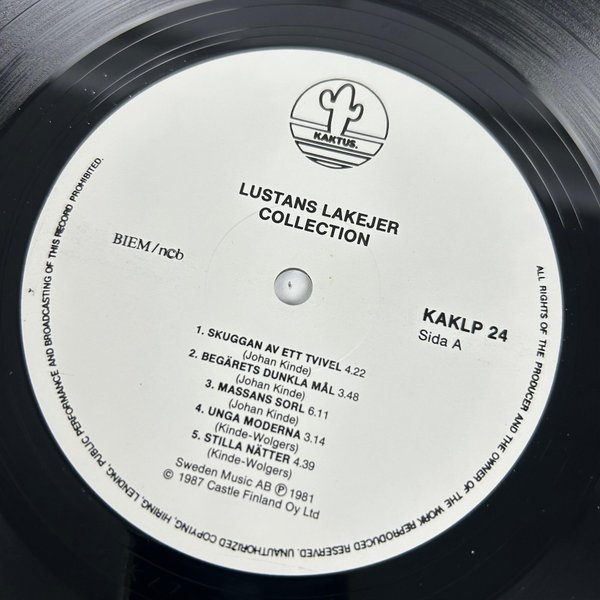 KAKTUS.
LUSTANS LAKEJER
COLLECTION
BIEM/ncb
KAKLP 24
Sida A
1. SKUGGAN AV ETT TVIVEL 4.22
(Johan Kinde)
2. BEGÄRETS DUNKLA MÅL 3.48
(Johan Kinde)
3. MASSANS SORL 6.11
(Johan Kinde)
4. UNGA MODERNA 3.14
(Kinde-Wolgers)
5. STILLA NÄTTER 4.39
(Kinde-Wolgers)
Sweden Music AB Ⓟ 1981
© 1987 Castle Finland Oy Ltd
ALL RIGHTS OF THE PRODUCER AND THE OWNER OF THE WORK REPRODUCED RESERVED. UNAUTHORIZED COPYING, HIRING, LENDING, PUBLIC PERFORMANCE AND BROADCASTING OF THIS RECORD PROHIBITED.